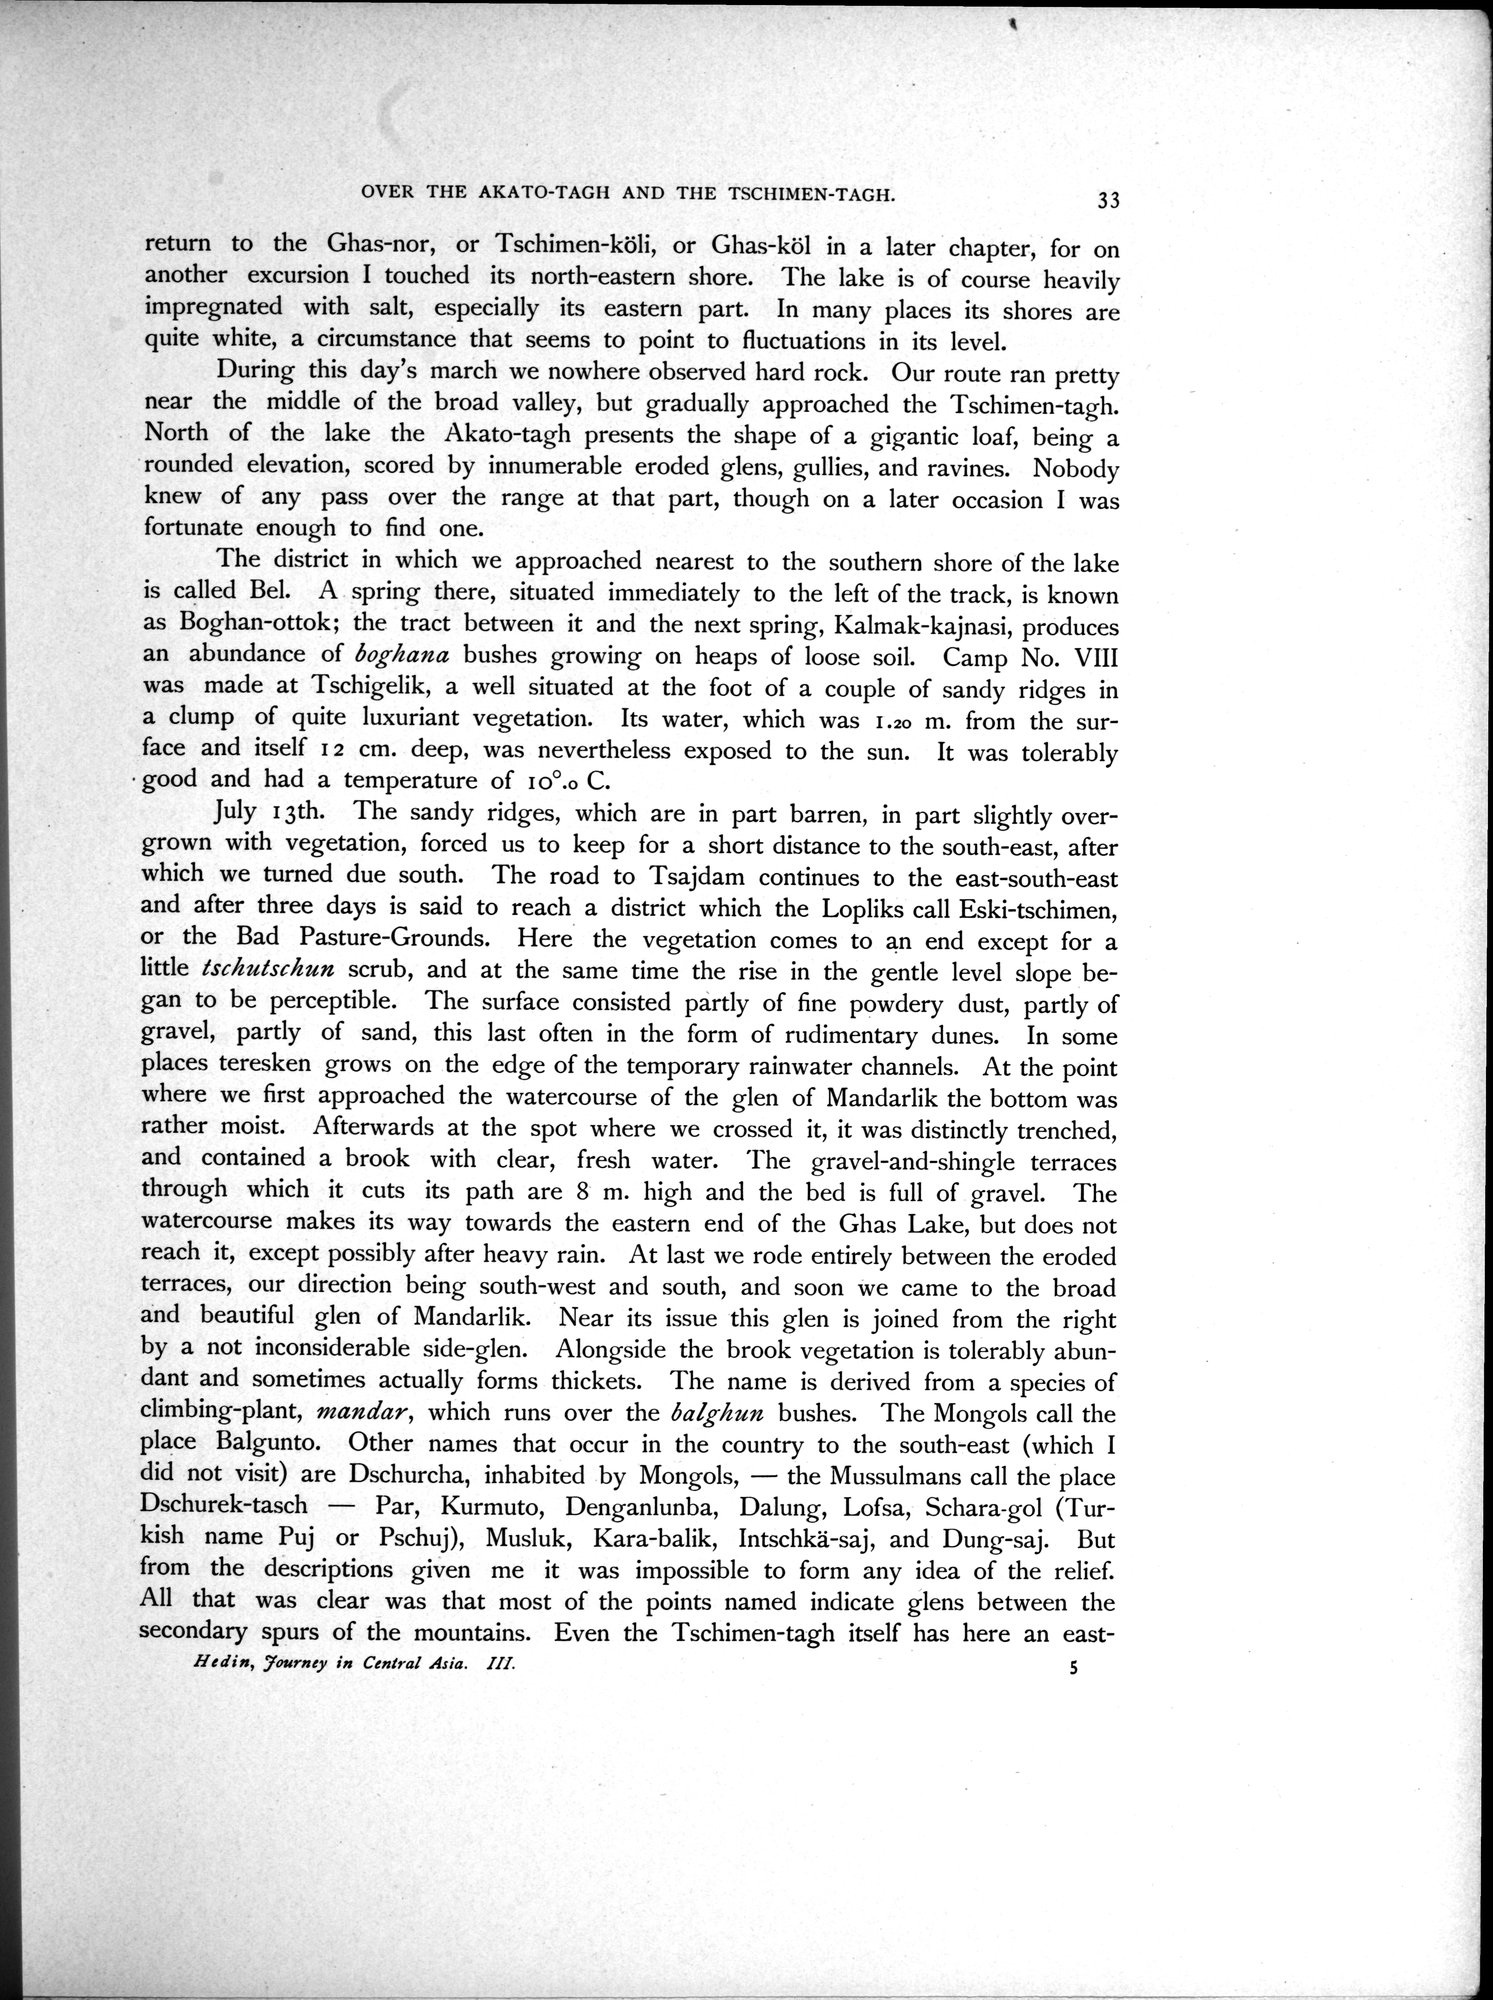 OVER THE AKATO-TAGH AND THE TSCHIMEN-TAGH. 33
return to the Ghas-nor, or Tschimen-köli, or Ghas-köl in a later chapter, for on
another excursion I touched its north-eastern shore. The lake is of course heavily
impregnated with salt, especially its eastern part. In many places its shores are
quite white, a circumstance that seems to point to fluctuations in its level.
During this day's march we nowhere observed hard rock. Our route ran pretty
near the middle of the broad valley, but gradually approached the Tschimen-tagh.
North of the lake the Akato-tagh presents the shape of a gigantic loaf, being a
rounded elevation, scored by innumerable eroded glens, gullies, and ravines. Nobody
knew of any pass over the range at that part, though on a later occasion I was
fortunate enough to find one.
The district in which we approached nearest to the southern shore of the lake
is called Bel. A spring there, situated immediately to the left of the track, is known
as Boghan-ottok; the tract between it and the next spring, Kalmak-kajnasi, produces
an abundance of boghana bushes growing on heaps of loose soil. Camp No. VIII
was made at Tschigelik, a well situated at the foot of a couple of sandy ridges in
a clump of quite luxuriant vegetation. Its water, which was 1.20 m. from the sur-
face and itself 12 cm. deep, was nevertheless exposed to the sun. It was tolerably
good and had a temperature of 10°.0 C.
July 13th. The sandy ridges, which are in part barren, in part slightly over-
grown with vegetation, forced us to keep for a short distance to the south-east, after
which we turned due south. The road to Tsajdam continues to the east-south-east
and after three days is said to reach a district which the Lopliks call Eski-tschimen,
or the Bad Pasture-Grounds. Here the vegetation comes to an end except for a
little tschutschun scrub, and at the same time the rise in the gentle level slope be-
gan to be perceptible. The surface consisted partly of fine powdery dust, partly of
gravel, partly of sand, this last often in the form of rudimentary dunes. In some
places teresken grows on the edge of the temporary rainwater channels. At the point
where we first approached the watercourse of the glen of Mandarlik the bottom was
rather moist. Afterwards at the spot where we crossed it, it was distinctly trenched,
and contained a brook with clear, fresh water. The gravel-and-shingle terraces
through which it cuts its path are 8 m. high and the bed is full of gravel. The
watercourse makes its way towards the eastern end of the Ghas Lake, but does not
reach it, except possibly after heavy rain. At last we rode entirely between the eroded
terraces, our direction being south-west and south, and soon we came to the broad
and beautiful glen of Mandarlik. Near its issue this glen is joined from the right
by a not inconsiderable side-glen. Alongside the brook vegetation is tolerably abun-
dant and sometimes actually forms thickets. The name is derived from a species of
climbing-plant, mandar, which runs over the balghun bushes. The Mongols call the
place Balgunto. Other names that occur in the country to the south-east (which I
did not visit) are Dschurcha, inhabited by Mongols, — the Mussulmans call the place
Dschurek-tasch — Par, Kurmuto, Denganlunba, Dalung, Lofsa, Schara-gol (Tur-
kish name Puj or Pschuj), Musluk, Kara-balik, Intschkä-saj, and Dung-saj. But
from the descriptions given me it was impossible to form any idea of the relief.
All that was clear was that most of the points named indicate glens between the
secondary spurs of the mountains. Even the Tschimen-tagh itself has here an east-
Hedin, Journey in Central Asia. III. 5